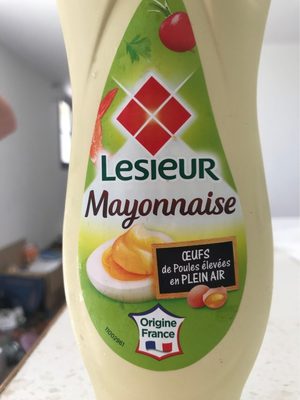 LESIEUR
Mayonnaise
ŒUFS
de Poules élevées
en PLEIN AIR
Origine
France